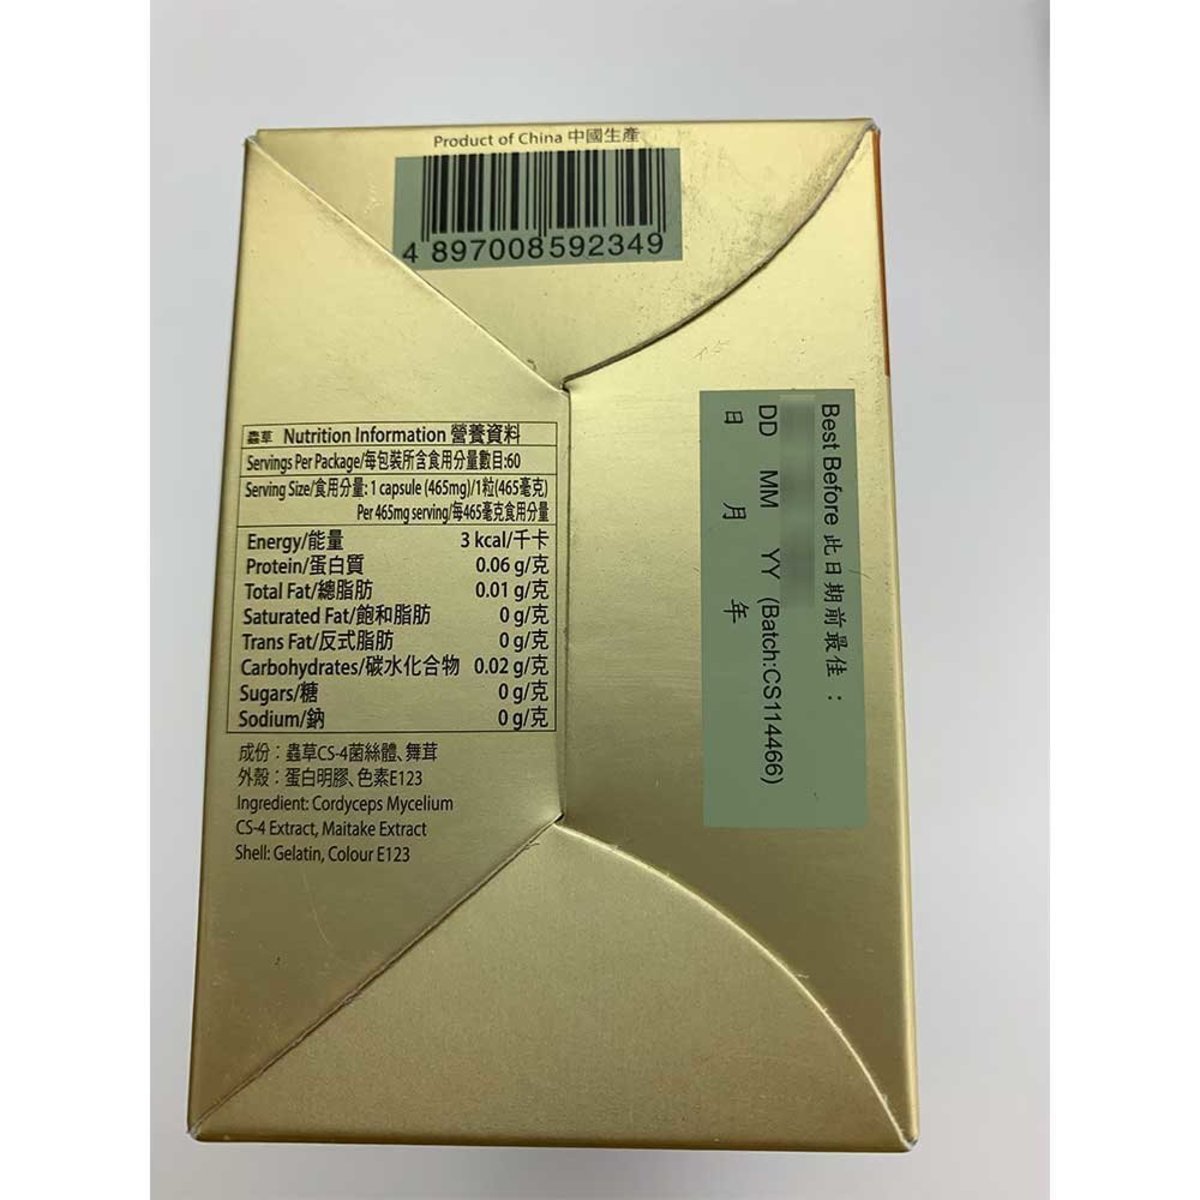 Product of China 中國生產
4 897008592349
蟲草 Nutrition Information 營養資料
Servings Per Package/每包裝所含食用分量數目:60
Serving Size/食用分量: 1 capsule (465mg)/1粒(465毫克)
Per 465mg serving/每465毫克食用分量
Energy/能量 3 kcal/千卡
Protein/蛋白質 0.06 g/克
Total Fat/總脂肪 0.01 g/克
Saturated Fat/飽和脂肪 0 g/克
Trans Fat/反式脂肪 0 g/克
Carbohydrates/碳水化合物 0.02 g/克
Sugars/糖 0 g/克
Sodium/鈉 0 g/克
成份：蟲草CS-4菌絲體、舞茸
外殼：蛋白明膠、色素E123
Ingredient: Cordyceps Mycelium
CS-4 Extract, Maitake Extract
Shell: Gelatin, Colour E123
Best Before 此日期前最佳：
DD MM YY (Batch:CS114466)
日 月 年